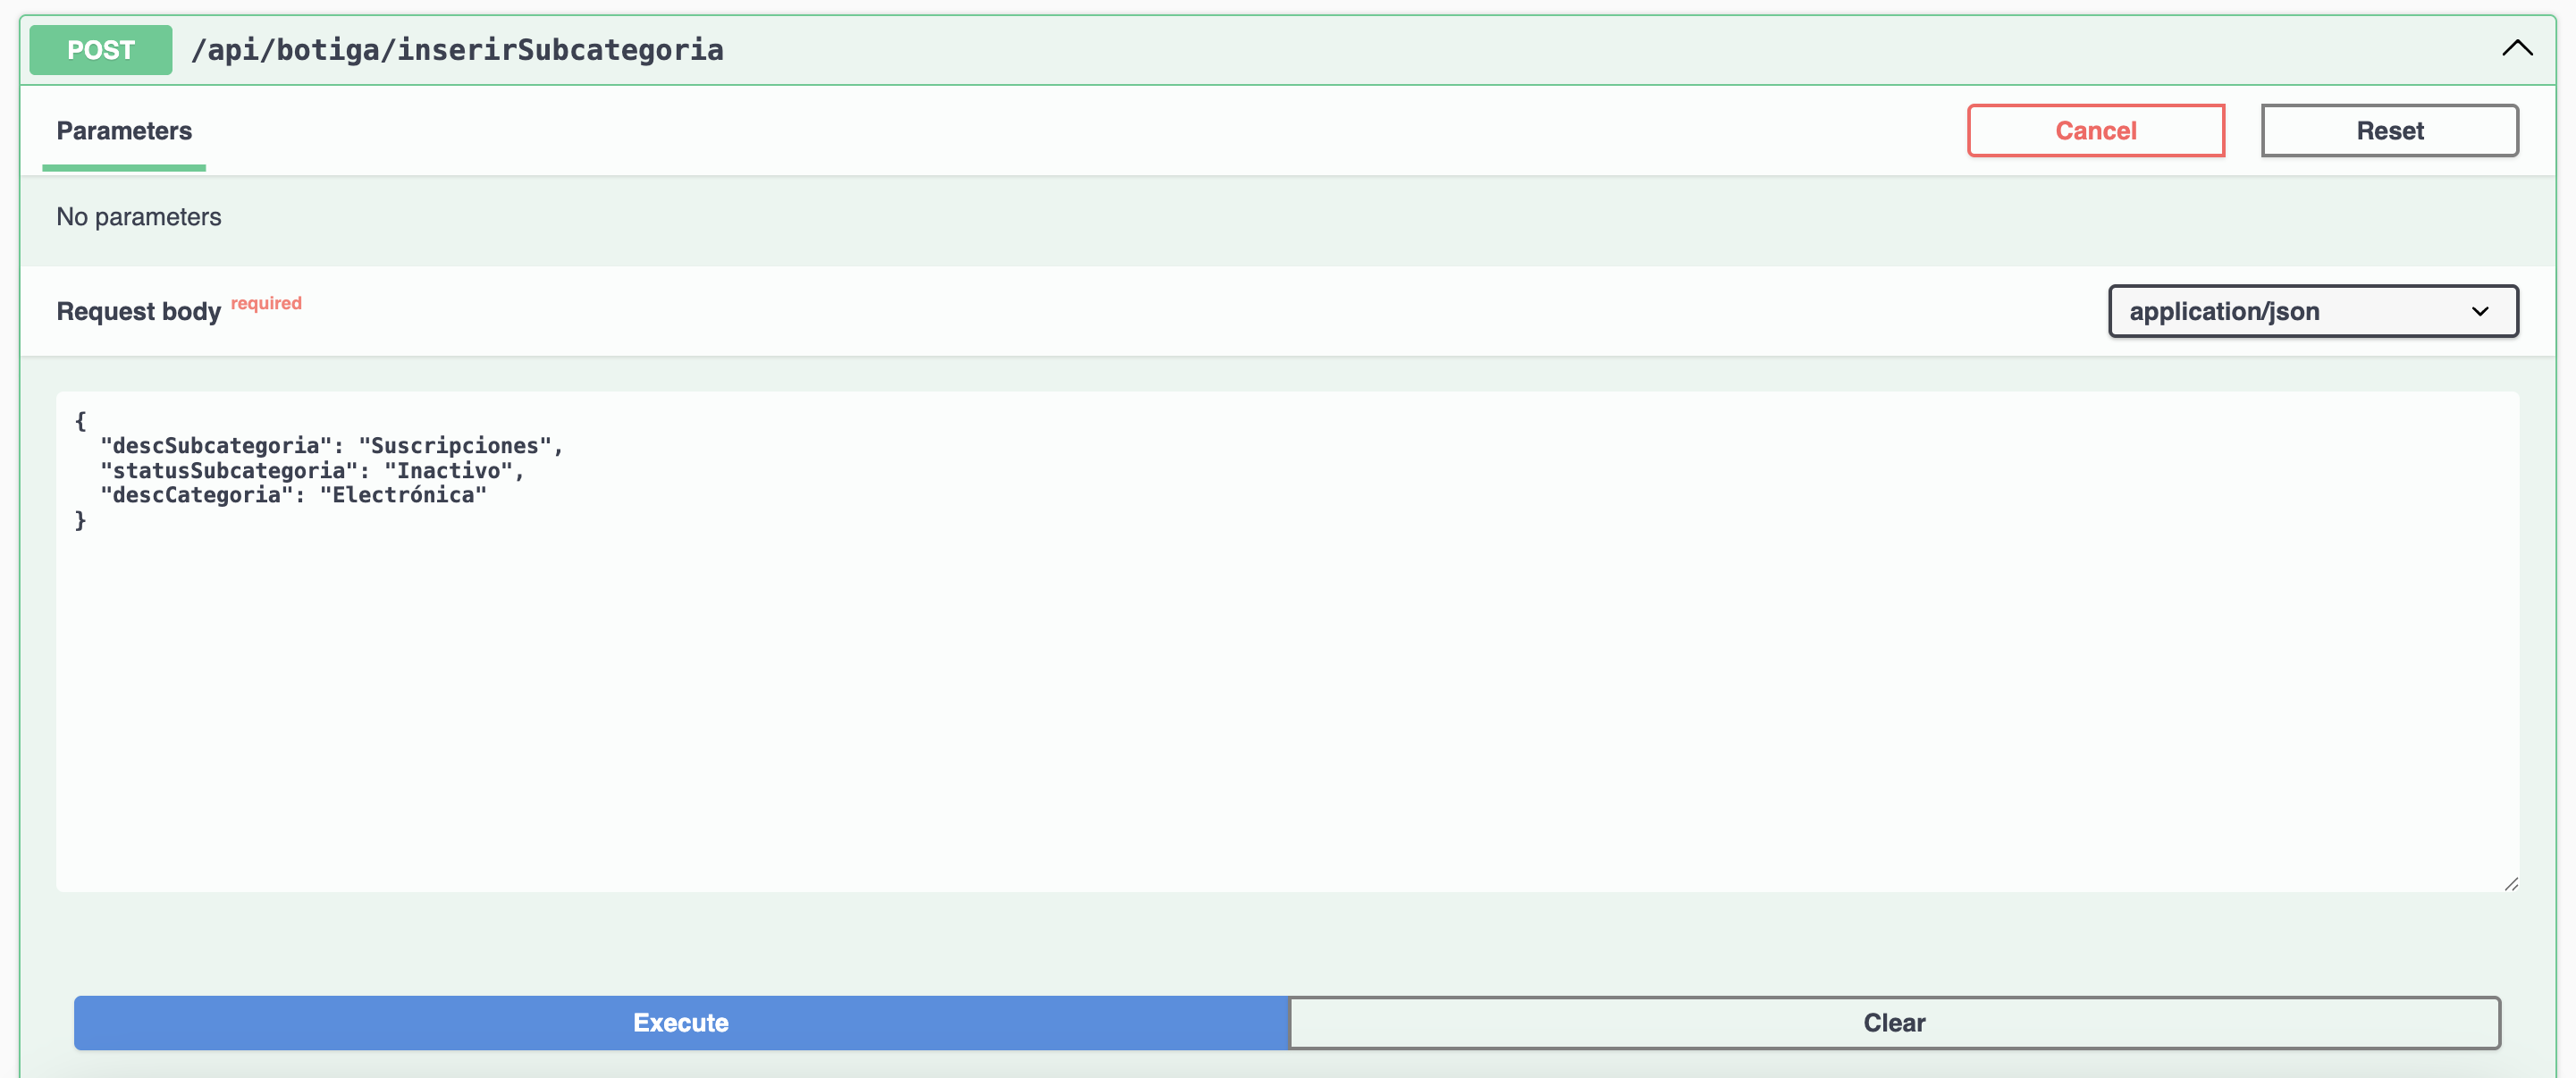 POST /api/botiga/inserirSubcategoria
Parameters
Cancel
Reset
No parameters
Request body required
application/json
{
"descSubcategoria": "Suscripciones",
"statusSubcategoria": "Inactivo",
"descCategoria": "Electrónica"
}
Execute
Clear